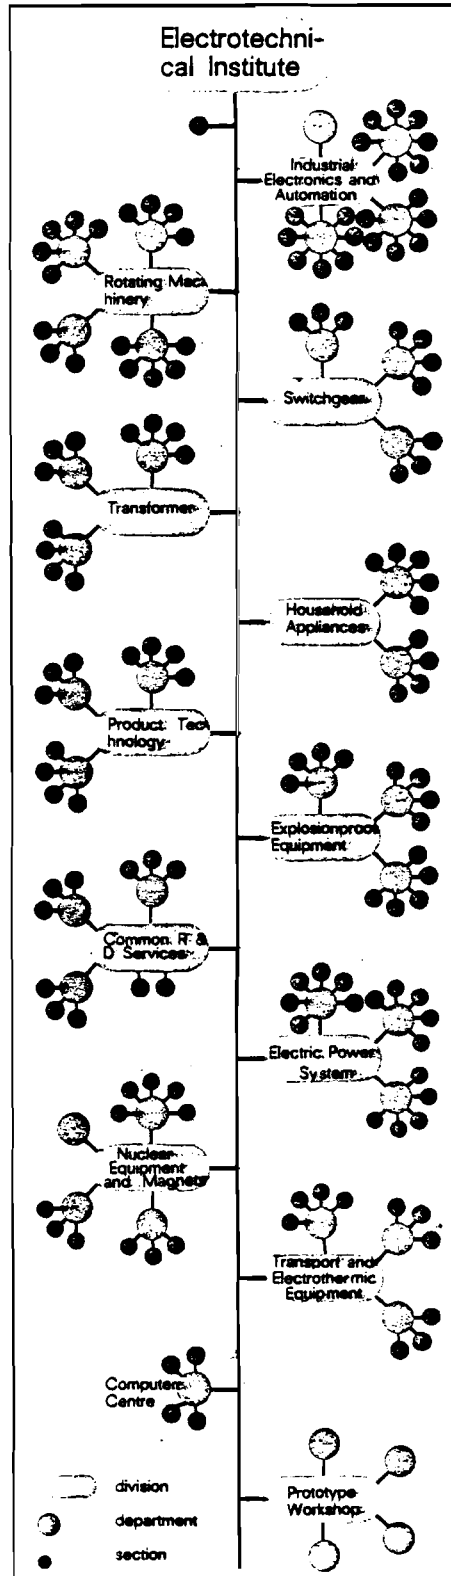 Electrotechni-
cal Institute
Industrial
Electronics and
Automation
Rotating Mac
hinery
Switchgear
Transformer
Household
Appliances
Product Tec
hnology
Explosionproof
Equipment
Common R &
D Services
Electric Power
System
Nuclear
Equipment
and Magnets
Transport and
Electrothermic
Equipment
Computer
Centre
Prototype
Workshop
division
department
section